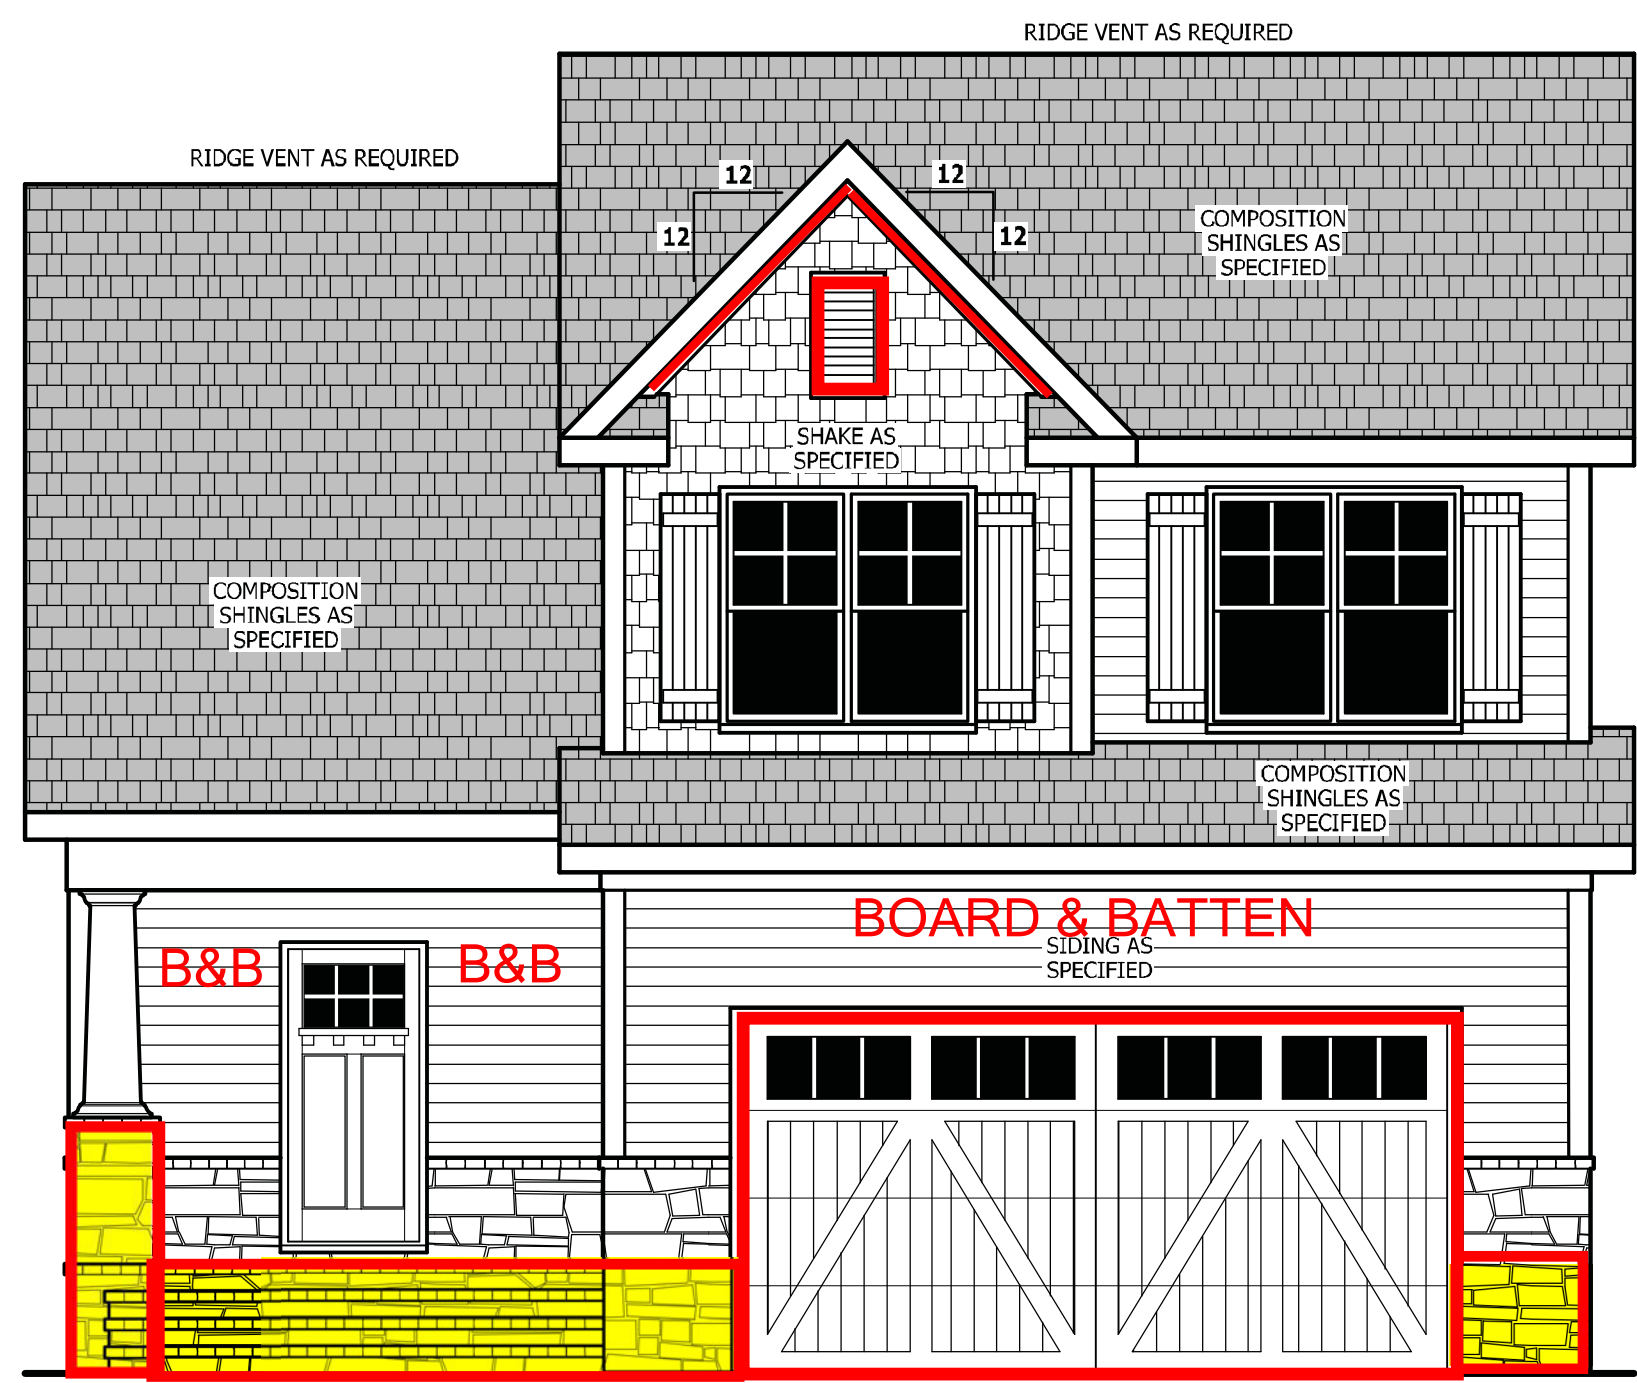 RIDGE VENT AS REQUIRED
RIDGE VENT AS REQUIRED
12
12
12
12
COMPOSITION
SHINGLES AS
SPECIFIED
SHAKE AS
SPECIFIED
COMPOSITION
SHINGLES AS
SPECIFIED
COMPOSITION
SHINGLES AS
SPECIFIED
BOARD & BATTEN
B&B
B&B
SIDING AS
SPECIFIED